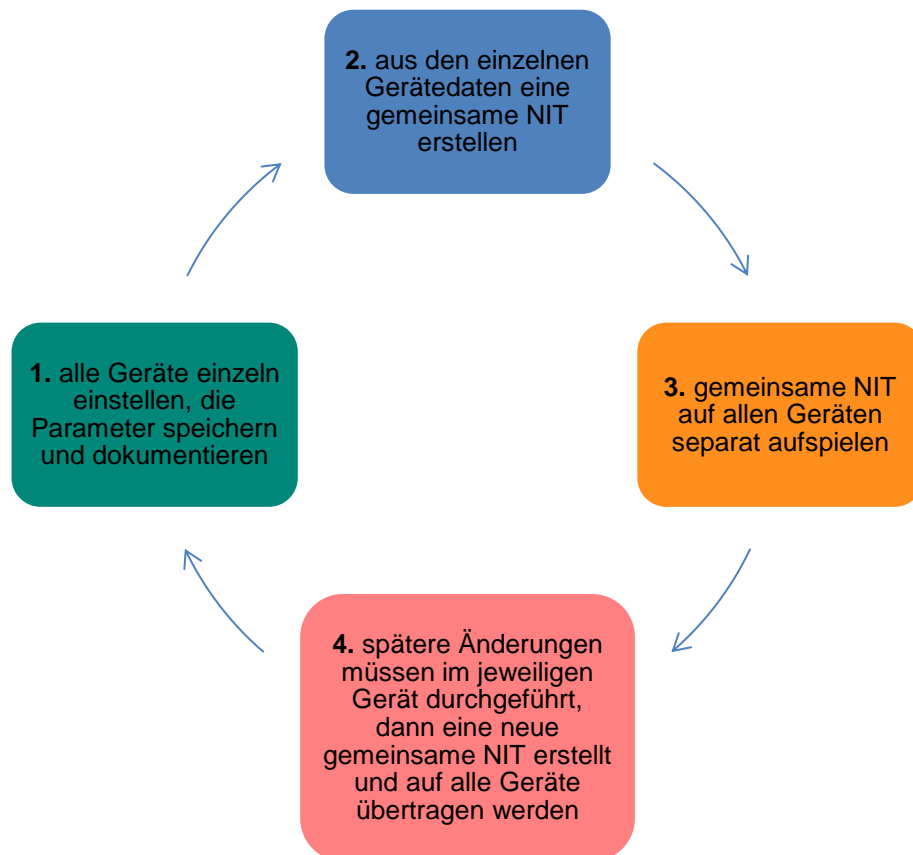 2. aus den einzelnen
Gerätedaten eine
gemeinsame NIT
erstellen
1. alle Geräte einzeln
einstellen, die
Parameter speichern
und dokumentieren
3. gemeinsame NIT
auf allen Geräten
separat aufspielen
4. spätere Änderungen
müssen im jeweiligen
Gerät durchgeführt,
dann eine neue
gemeinsame NIT erstellt
und auf alle Geräte
übertragen werden